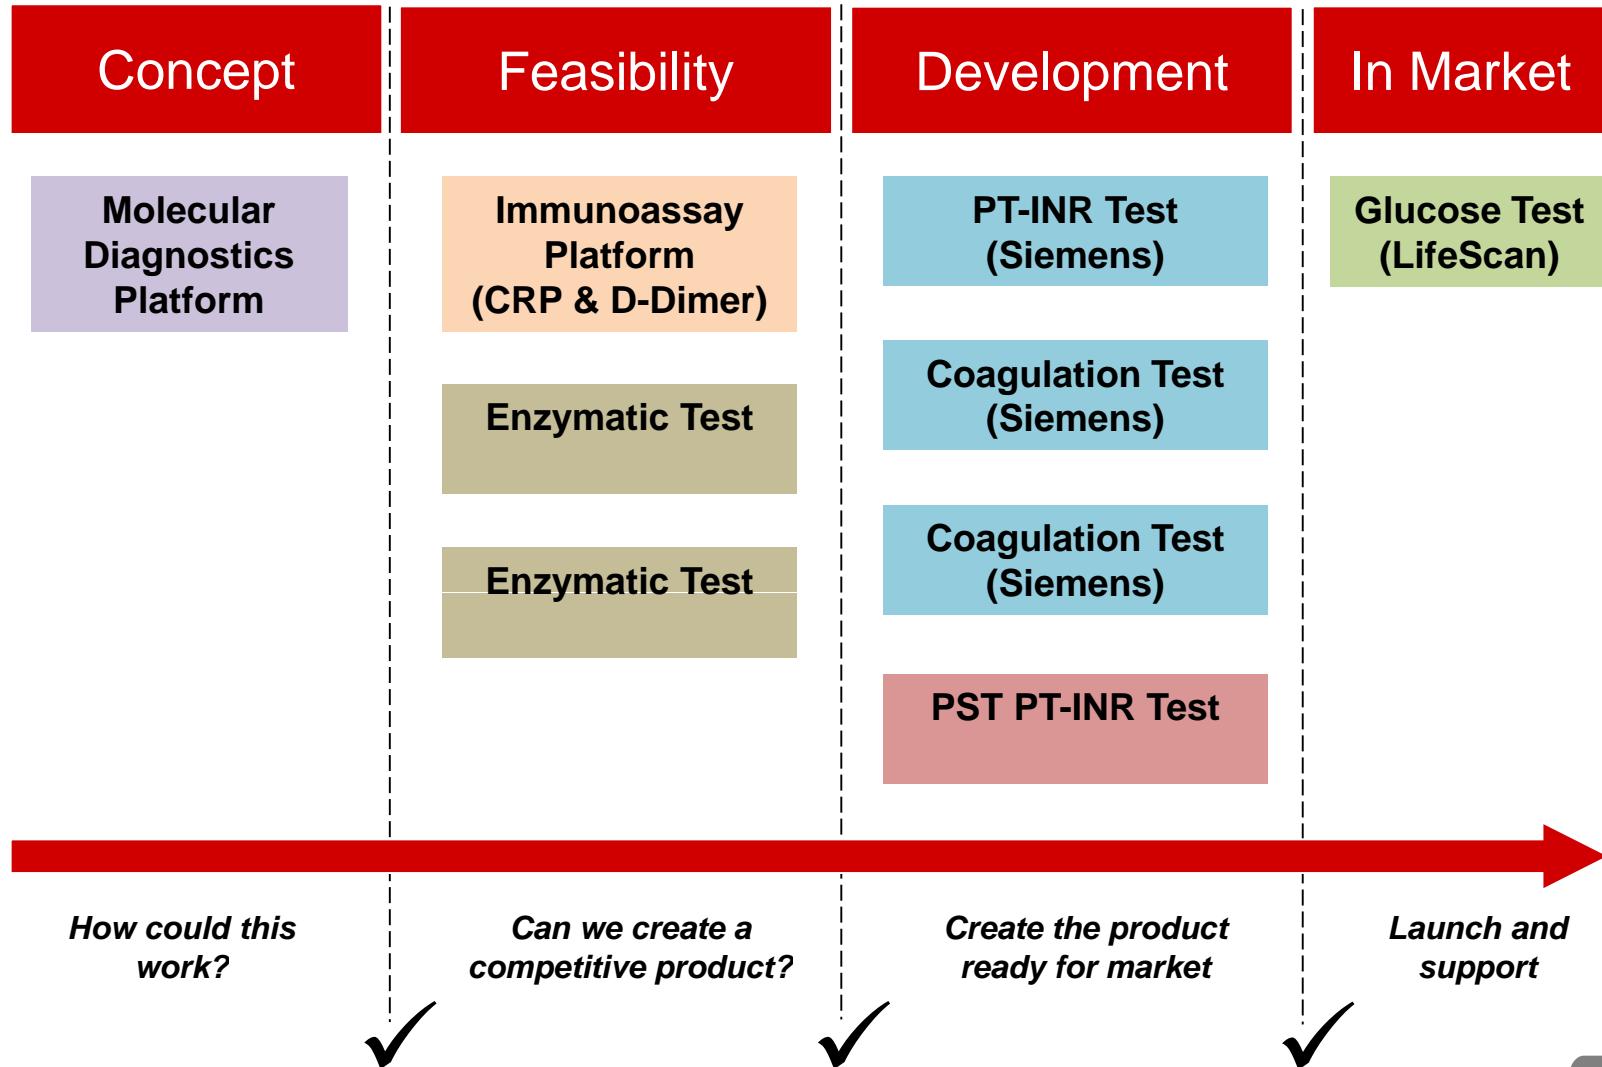 Concept
Feasibility
Development
In Market
Molecular
Diagnostics
Platform
Immunoassay
Platform
(CRP & D-Dimer)
Enzymatic Test
Enzymatic Test
PT-INR Test
(Siemens)
Coagulation Test
(Siemens)
Coagulation Test
(Siemens)
PST PT-INR Test
Glucose Test
(LifeScan)
How could this
work?
Can we create a
competitive product?
Create the product
ready for market
Launch and
support